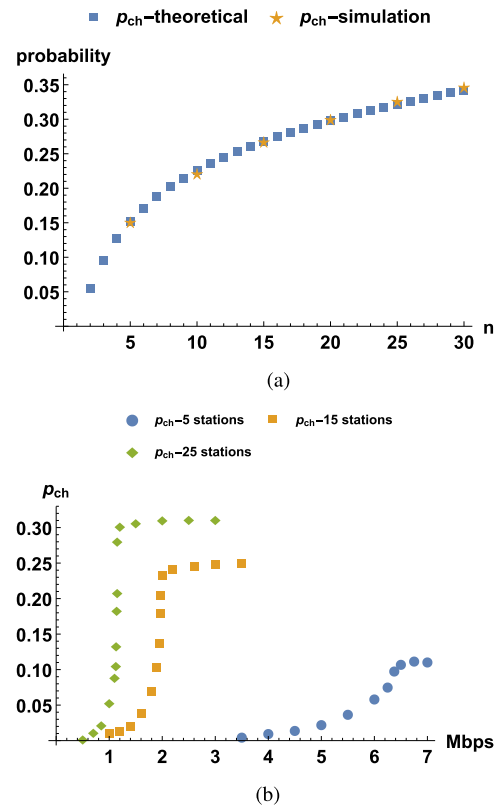 p_ch–theoretical p_ch–simulation
probability
0.35
0.30
0.25
0.20
0.15
0.10
0.05
5 10 15 20 25 30
n
(a)
p_ch–5 stations p_ch–15 stations
p_ch–25 stations
p_ch
0.30
0.25
0.20
0.15
0.10
0.05
1 2 3 4 5 6 7
Mbps
(b)